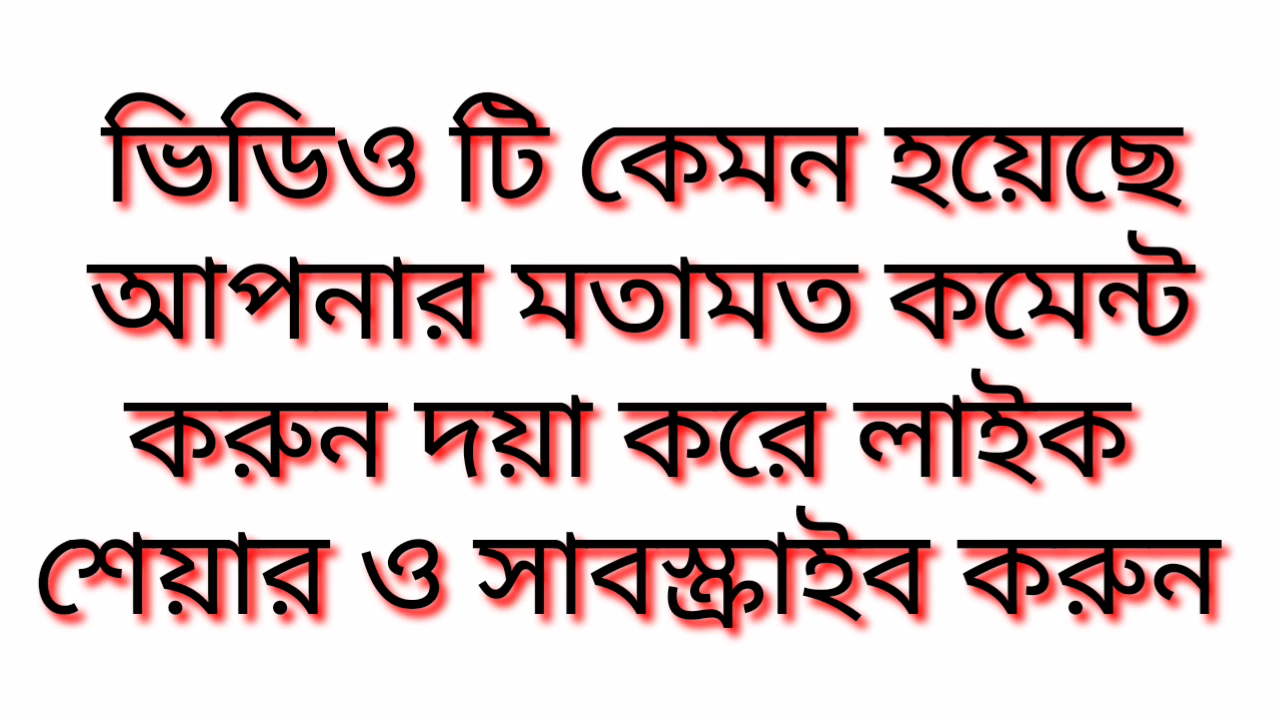 ভিডিও টি কেমন হয়েছে
আপনার মতামত কমেন্ট
করুন দয়া করে লাইক
শেয়ার ও সাবস্ক্রাইব করুন